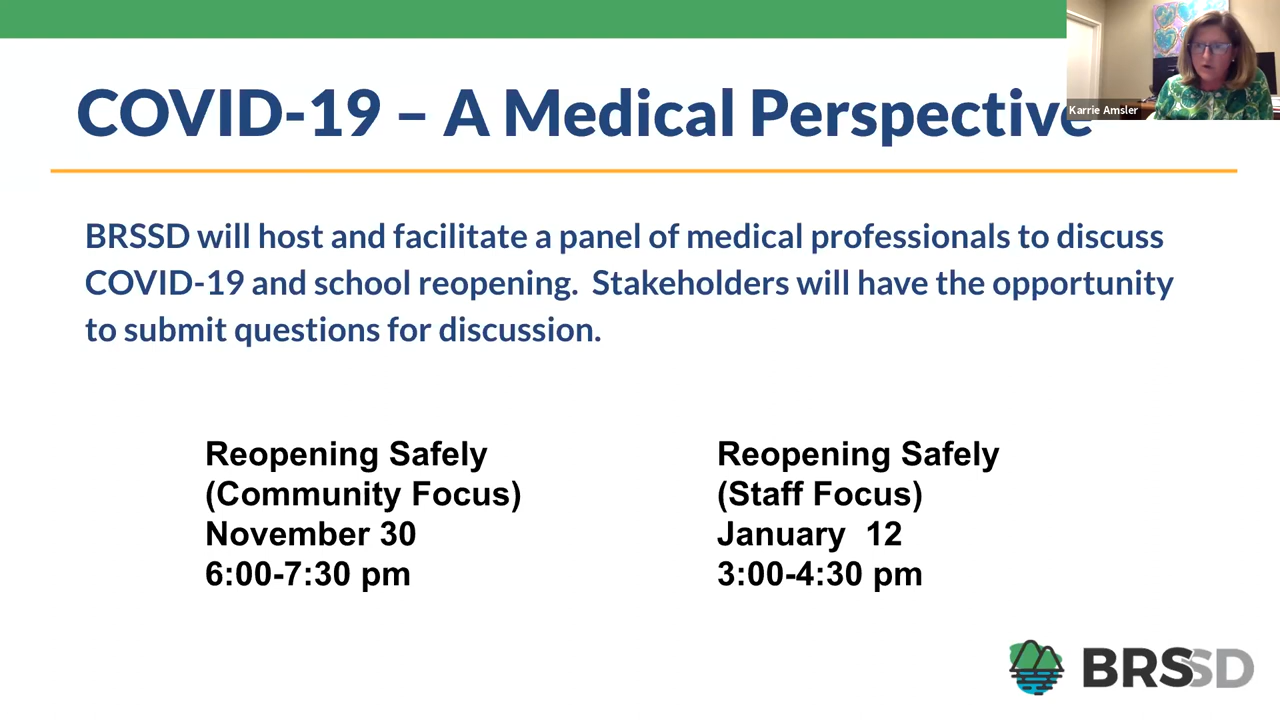 COVID-19 – A Medical Perspective
Karrie Amsler
BRSSD will host and facilitate a panel of medical professionals to discuss
COVID-19 and school reopening.  Stakeholders will have the opportunity
to submit questions for discussion.
Reopening Safely
(Community Focus)
November 30
6:00-7:30 pm
Reopening Safely
(Staff Focus)
January  12
3:00-4:30 pm
BRSSD